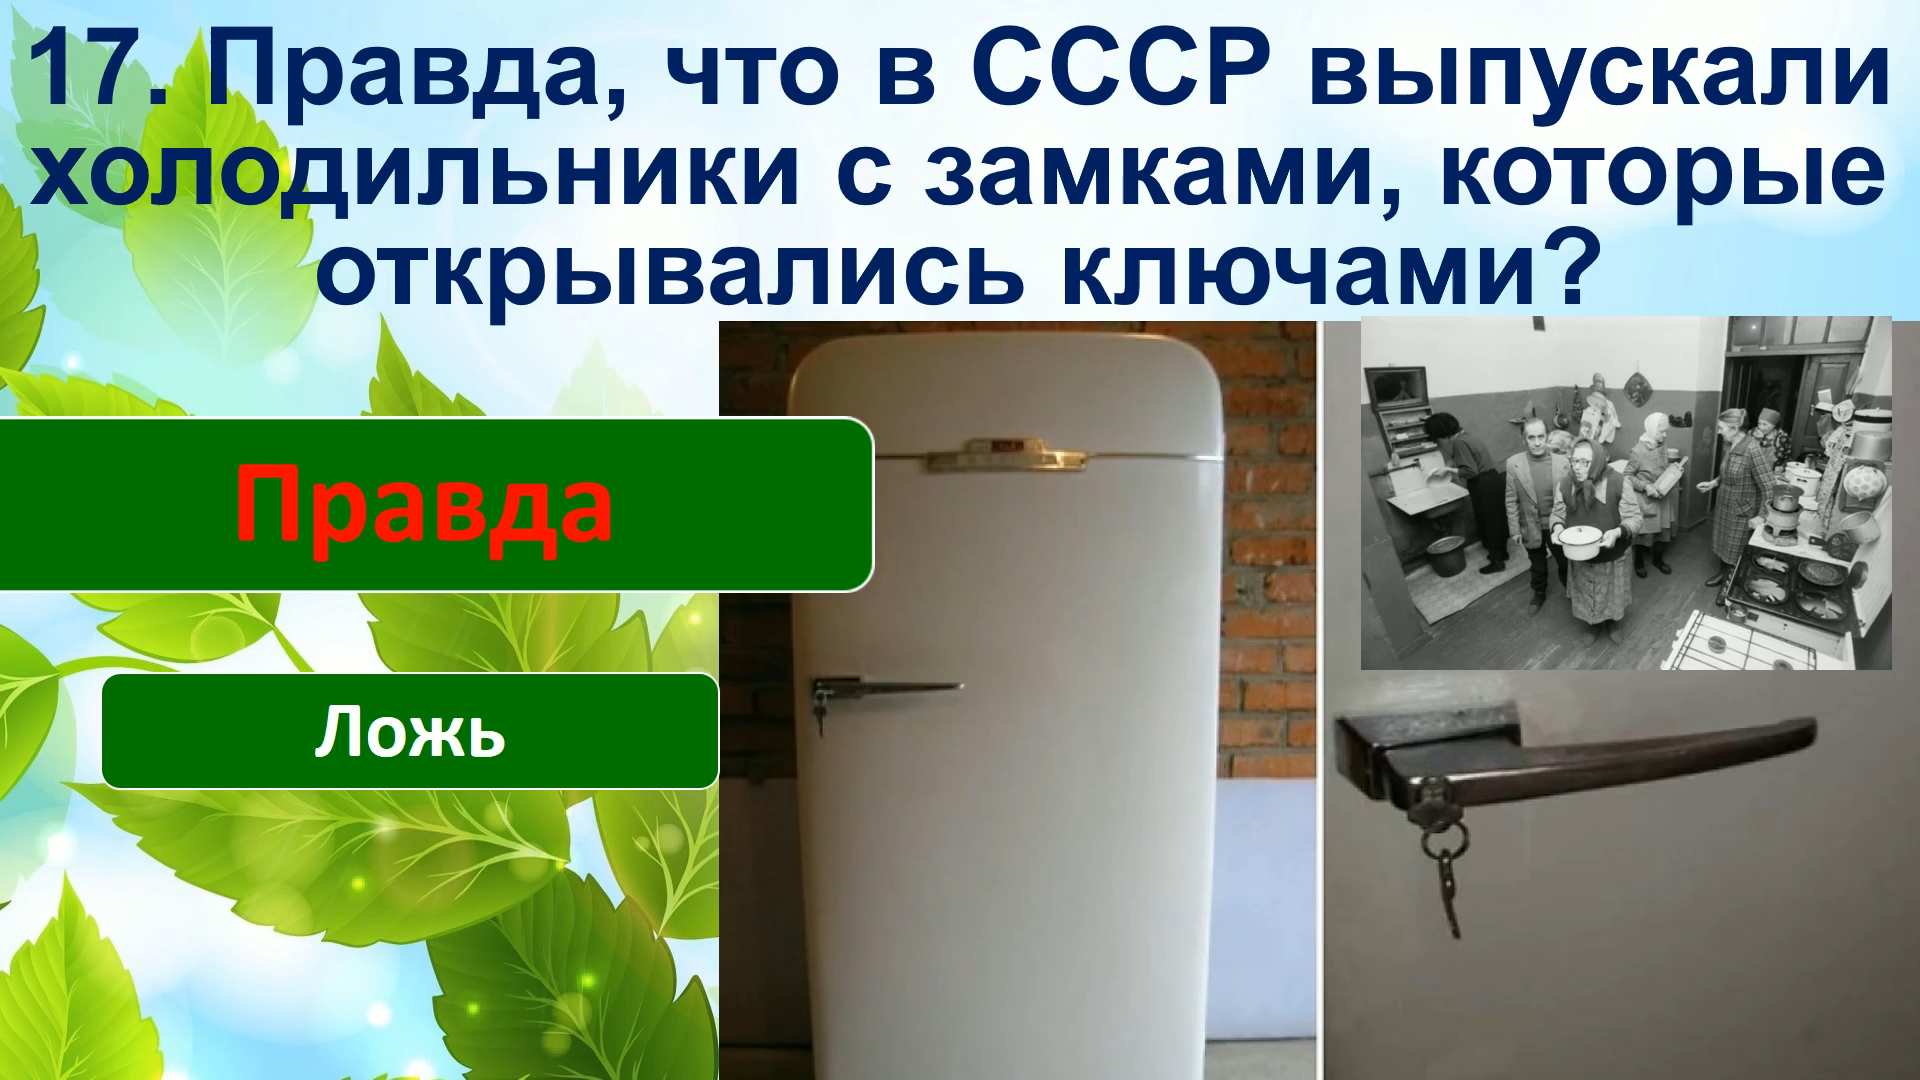 17. Правда, что в СССР выпускали
холодильники с замками, которые
открывались ключами?
Правда
Ложь